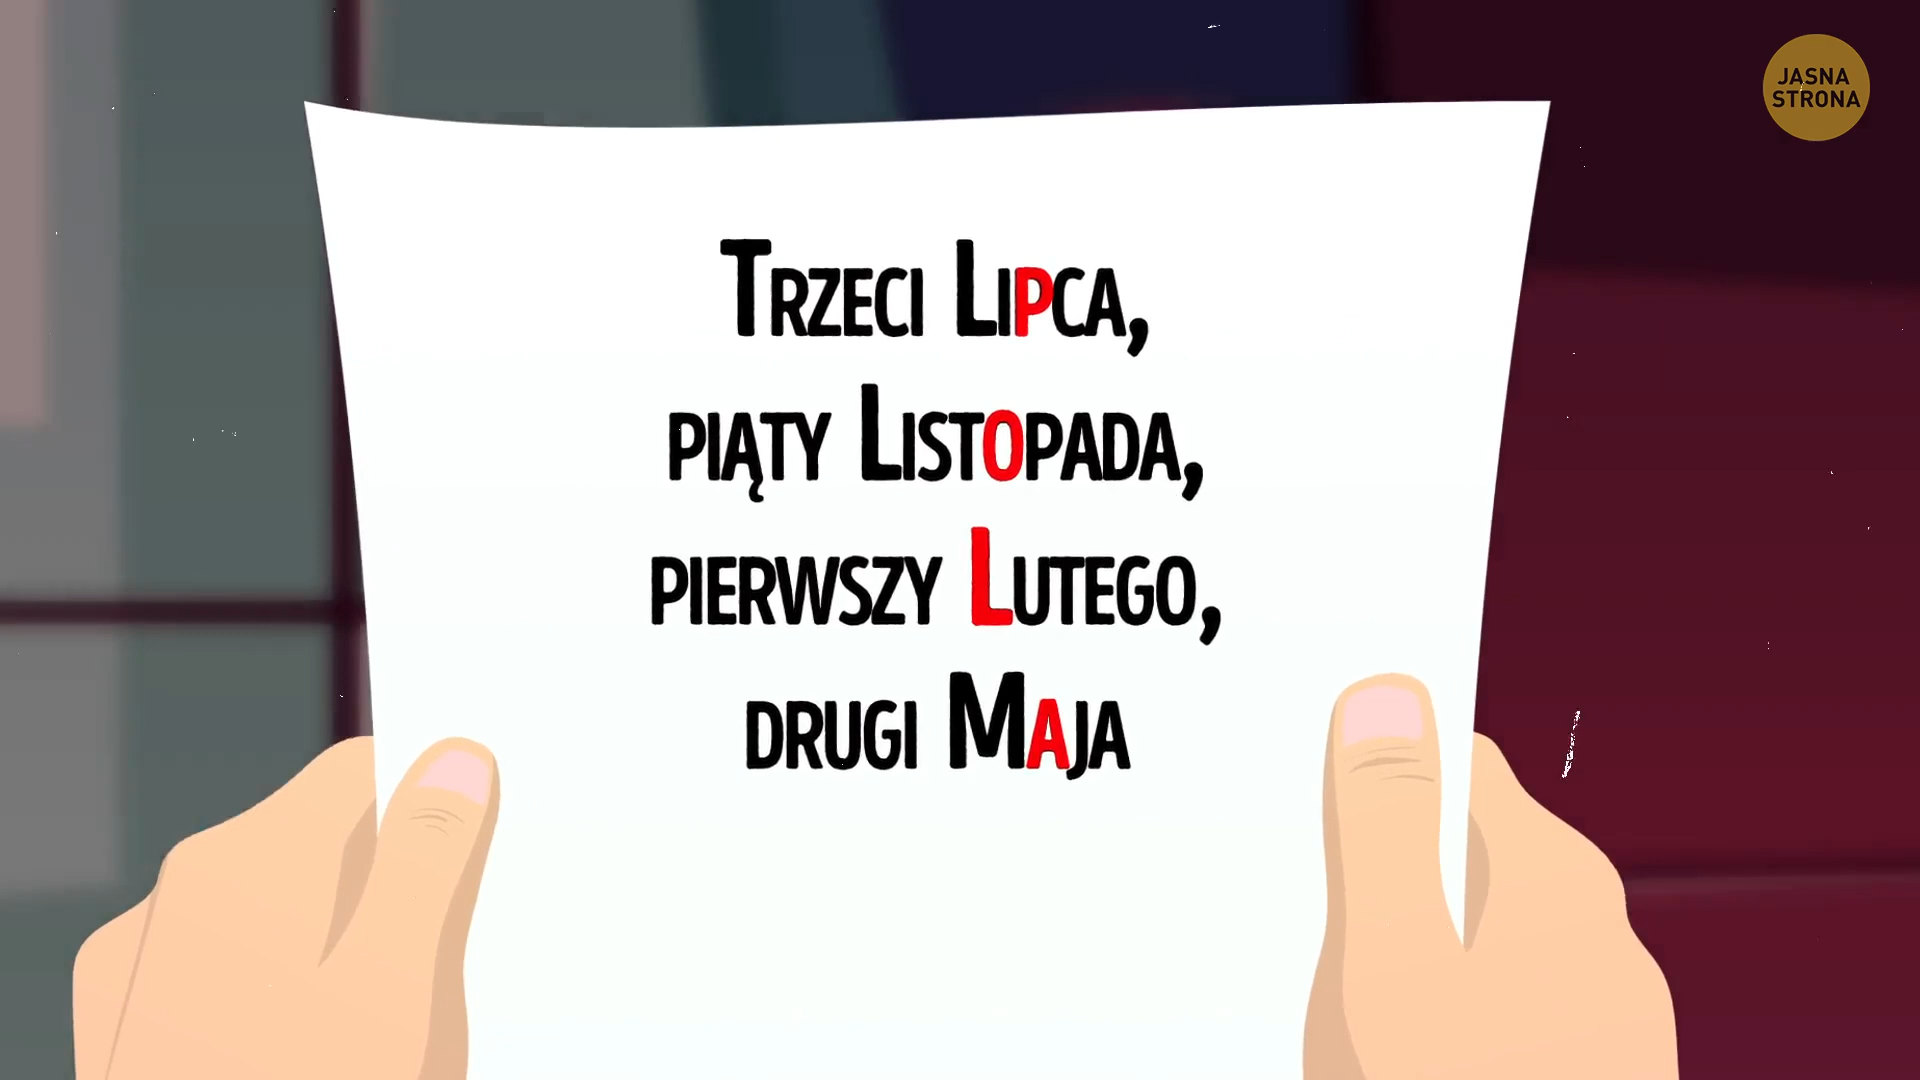 JASNA
STRONA
Trzeci Lipca,
piąty Listopada,
pierwszy Lutego,
drugi Maja